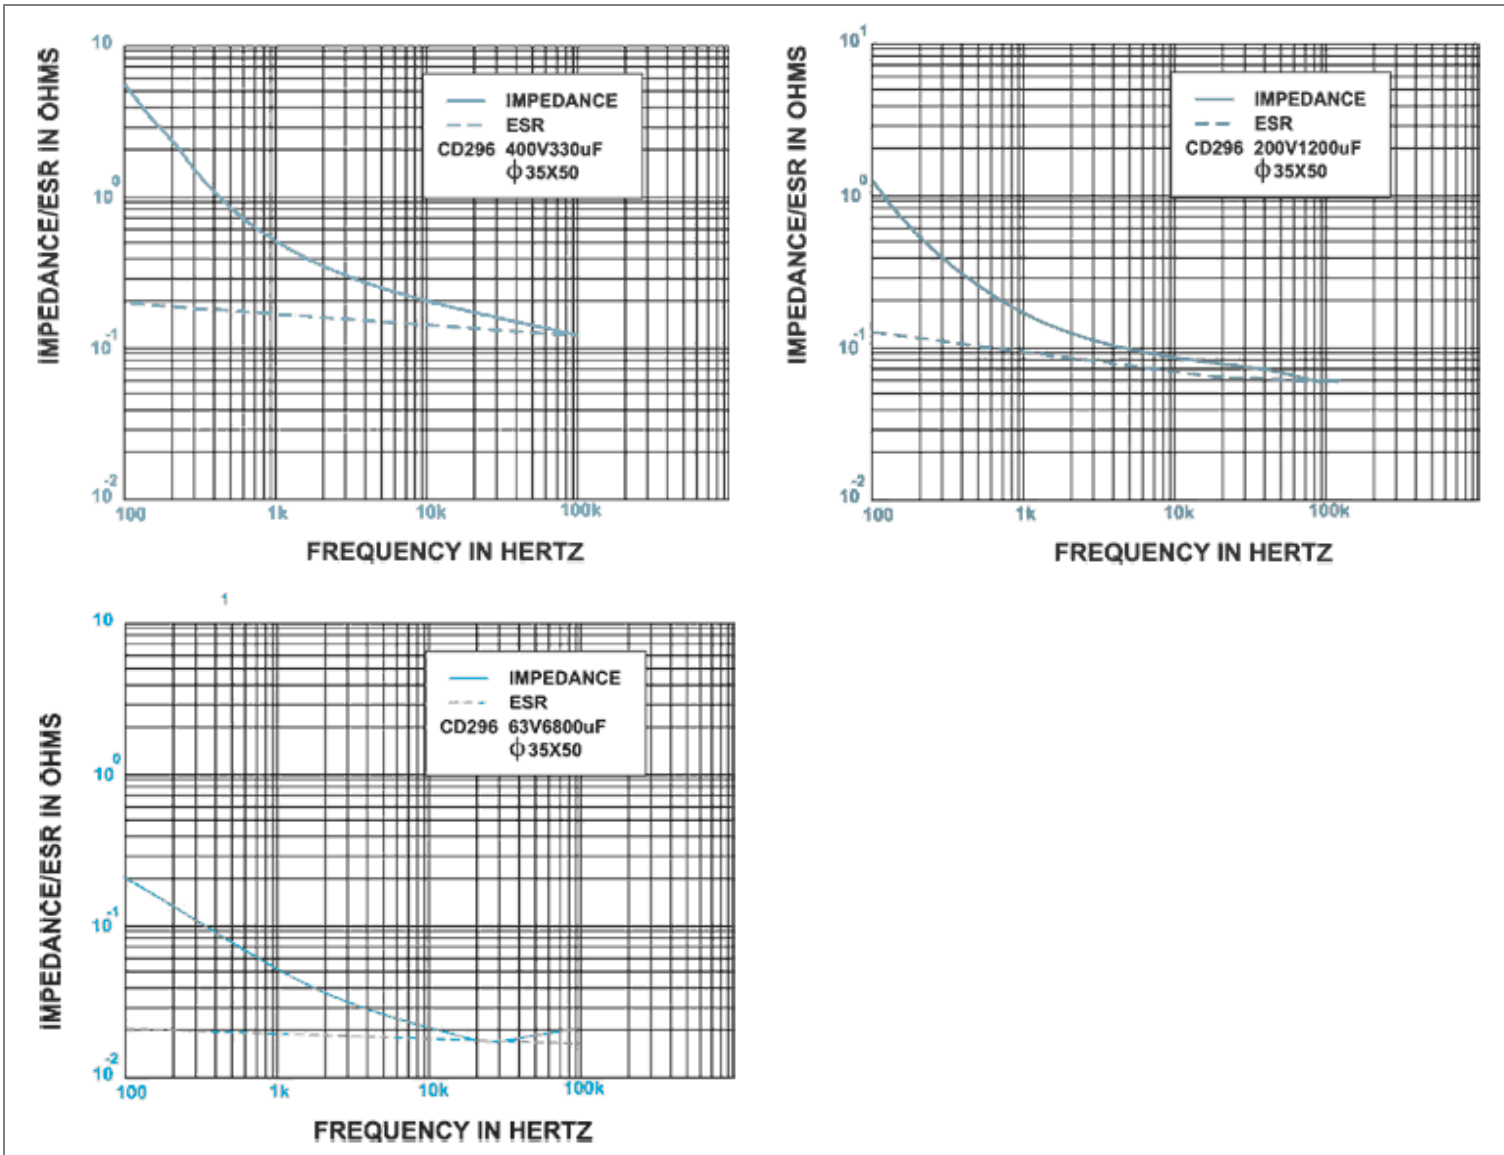 IMPEDANCE/ESR IN OHMS
10
10⁰
10⁻¹
10⁻²
IMPEDANCE
ESR
CD296 400V330uF
ϕ35X50
100 1k 10k 100k
FREQUENCY IN HERTZ
IMPEDANCE/ESR IN OHMS
10¹
10⁰
10⁻¹
10⁻²
IMPEDANCE
ESR
CD296 200V1200uF
ϕ35X50
100 1k 10k 100k
FREQUENCY IN HERTZ
1
IMPEDANCE/ESR IN OHMS
10
10⁰
10⁻¹
10⁻²
IMPEDANCE
ESR
CD296 63V6800uF
ϕ35X50
100 1k 10k 100k
FREQUENCY IN HERTZ